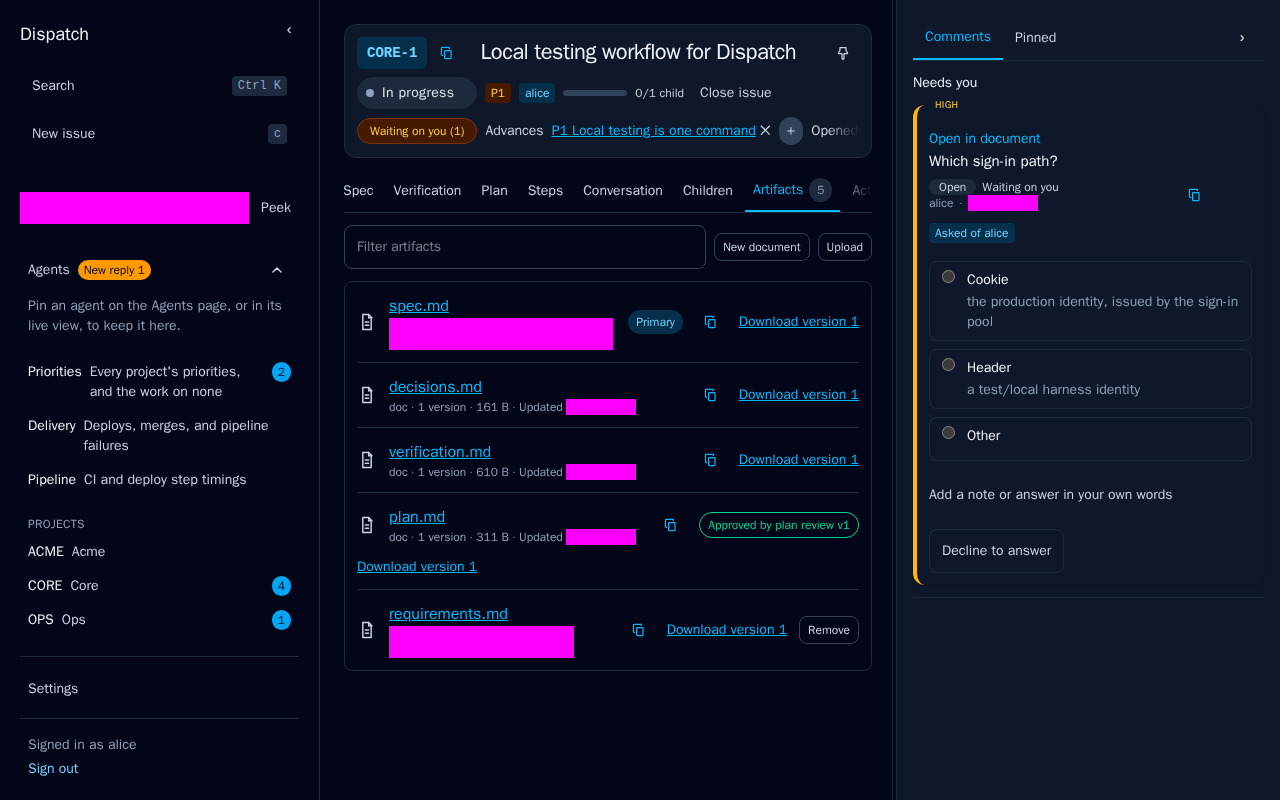 Dispatch
‹
Search
Ctrl K
New issue
C
Peek
Agents
New reply 1
Pin an agent on the Agents page, or in its
live view, to keep it here.
Priorities
Every project's priorities,
and the work on none
2
Delivery
Deploys, merges, and pipeline
failures
Pipeline
CI and deploy step timings
PROJECTS
ACME Acme
CORE Core
4
OPS Ops
1
Settings
Signed in as alice
Sign out
CORE-1
Local testing workflow for Dispatch
In progress
P1
alice
0/1 child
Close issue
Waiting on you (1)
Advances
P1 Local testing is one command
+
Opened
Spec
Verification
Plan
Steps
Conversation
Children
Artifacts
5
Filter artifacts
New document
Upload
spec.md
Primary
Download version 1
decisions.md
doc · 1 version · 161 B · Updated
Download version 1
verification.md
doc · 1 version · 610 B · Updated
Download version 1
plan.md
doc · 1 version · 311 B · Updated
Approved by plan review v1
Download version 1
requirements.md
Download version 1
Remove
Comments
Pinned
›
Needs you
HIGH
Open in document
Which sign-in path?
Open
Waiting on you
alice ·
Asked of alice
Cookie
the production identity, issued by the sign-in
pool
Header
a test/local harness identity
Other
Add a note or answer in your own words
Decline to answer